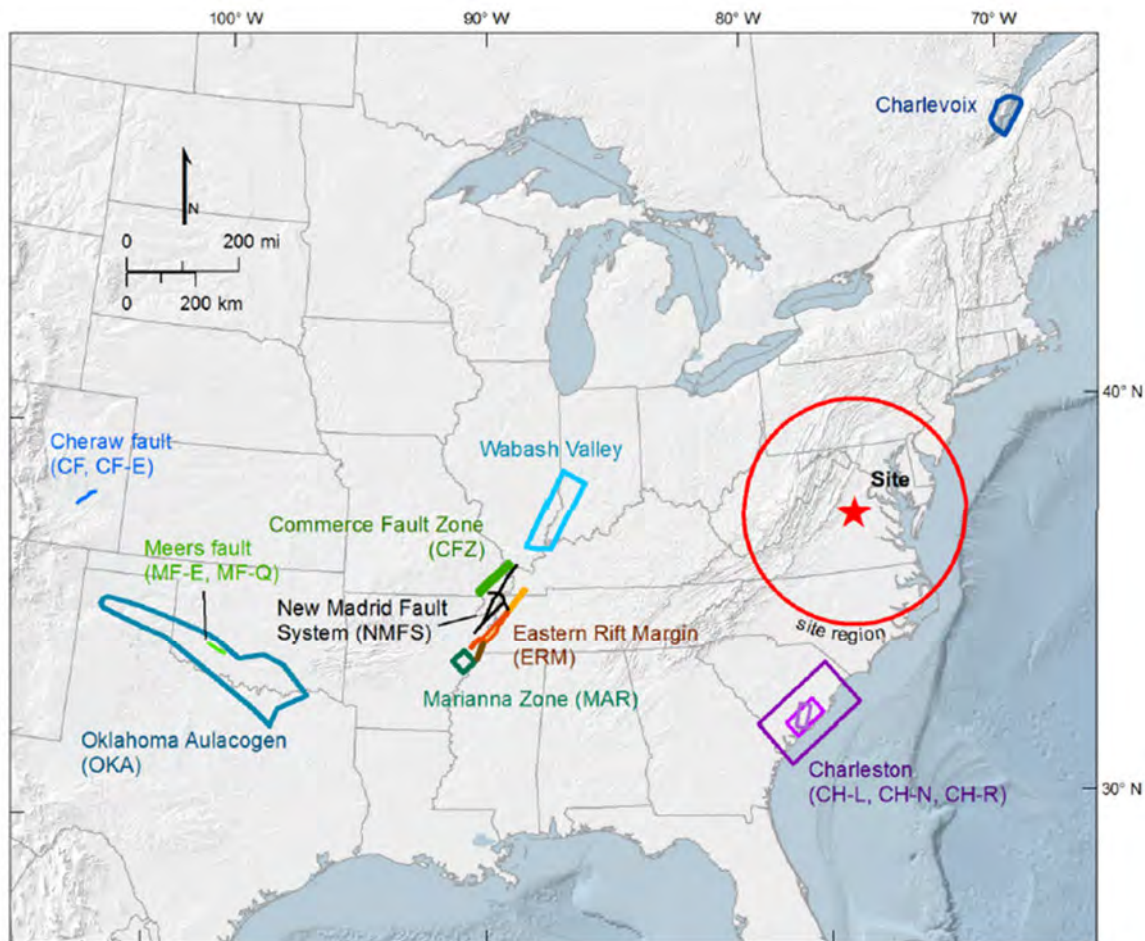 100° W
90° W
80° W
70° W
Charlevoix
N
0
200 mi
0
200 km
40° N
Cheraw fault
(CF, CF-E)
Wabash Valley
Site
Commerce Fault Zone
(CFZ)
Meers fault
(MF-E, MF-Q)
New Madrid Fault
System (NMFS)
Eastern Rift Margin
(ERM)
site region
Marianna Zone (MAR)
Oklahoma Aulacogen
(OKA)
Charleston
(CH-L, CH-N, CH-R)
30° N